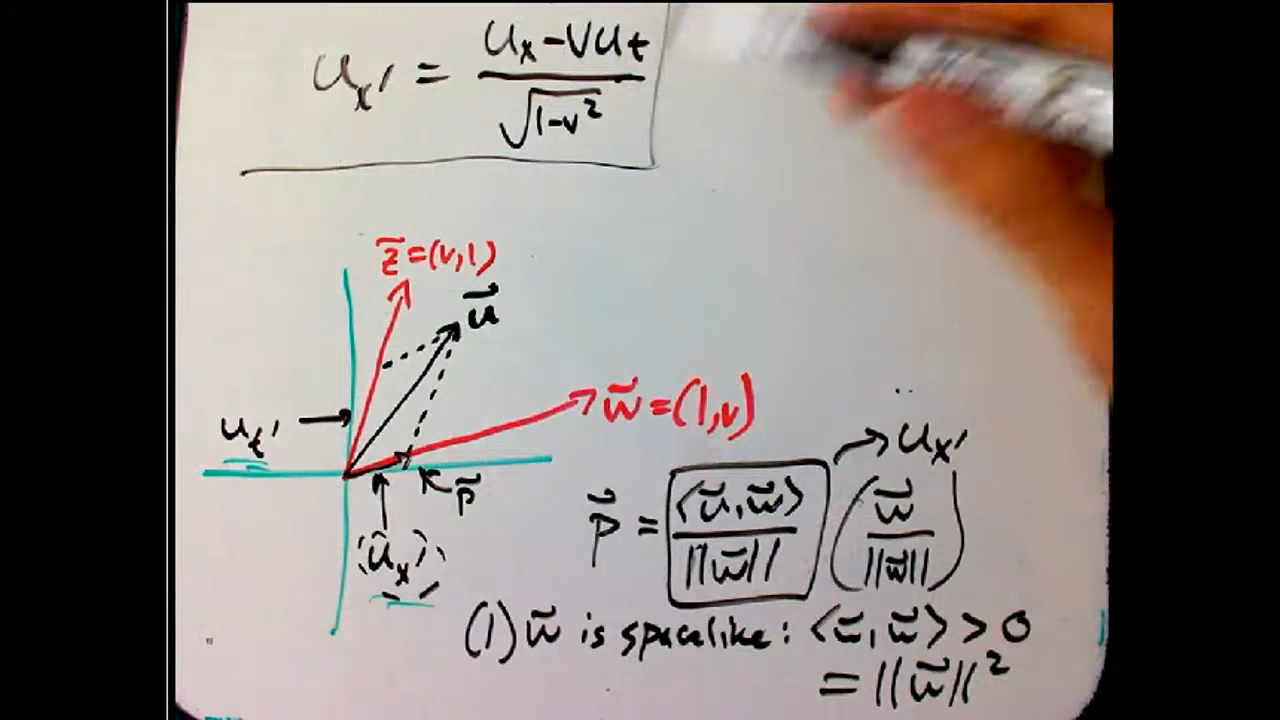 u_x' = (u_x - v u_t) / √(1-v²)
z⃗ = (v,1)
u⃗
w⃗ = (1,v)
u_t'
p⃗
(u_x')
u_x'
p⃗ = <u⃗,w⃗> / ||w⃗|| (w⃗ / ||w⃗||)
(1) w⃗ is spacelike: <w⃗,w⃗> > 0
= ||w⃗||²